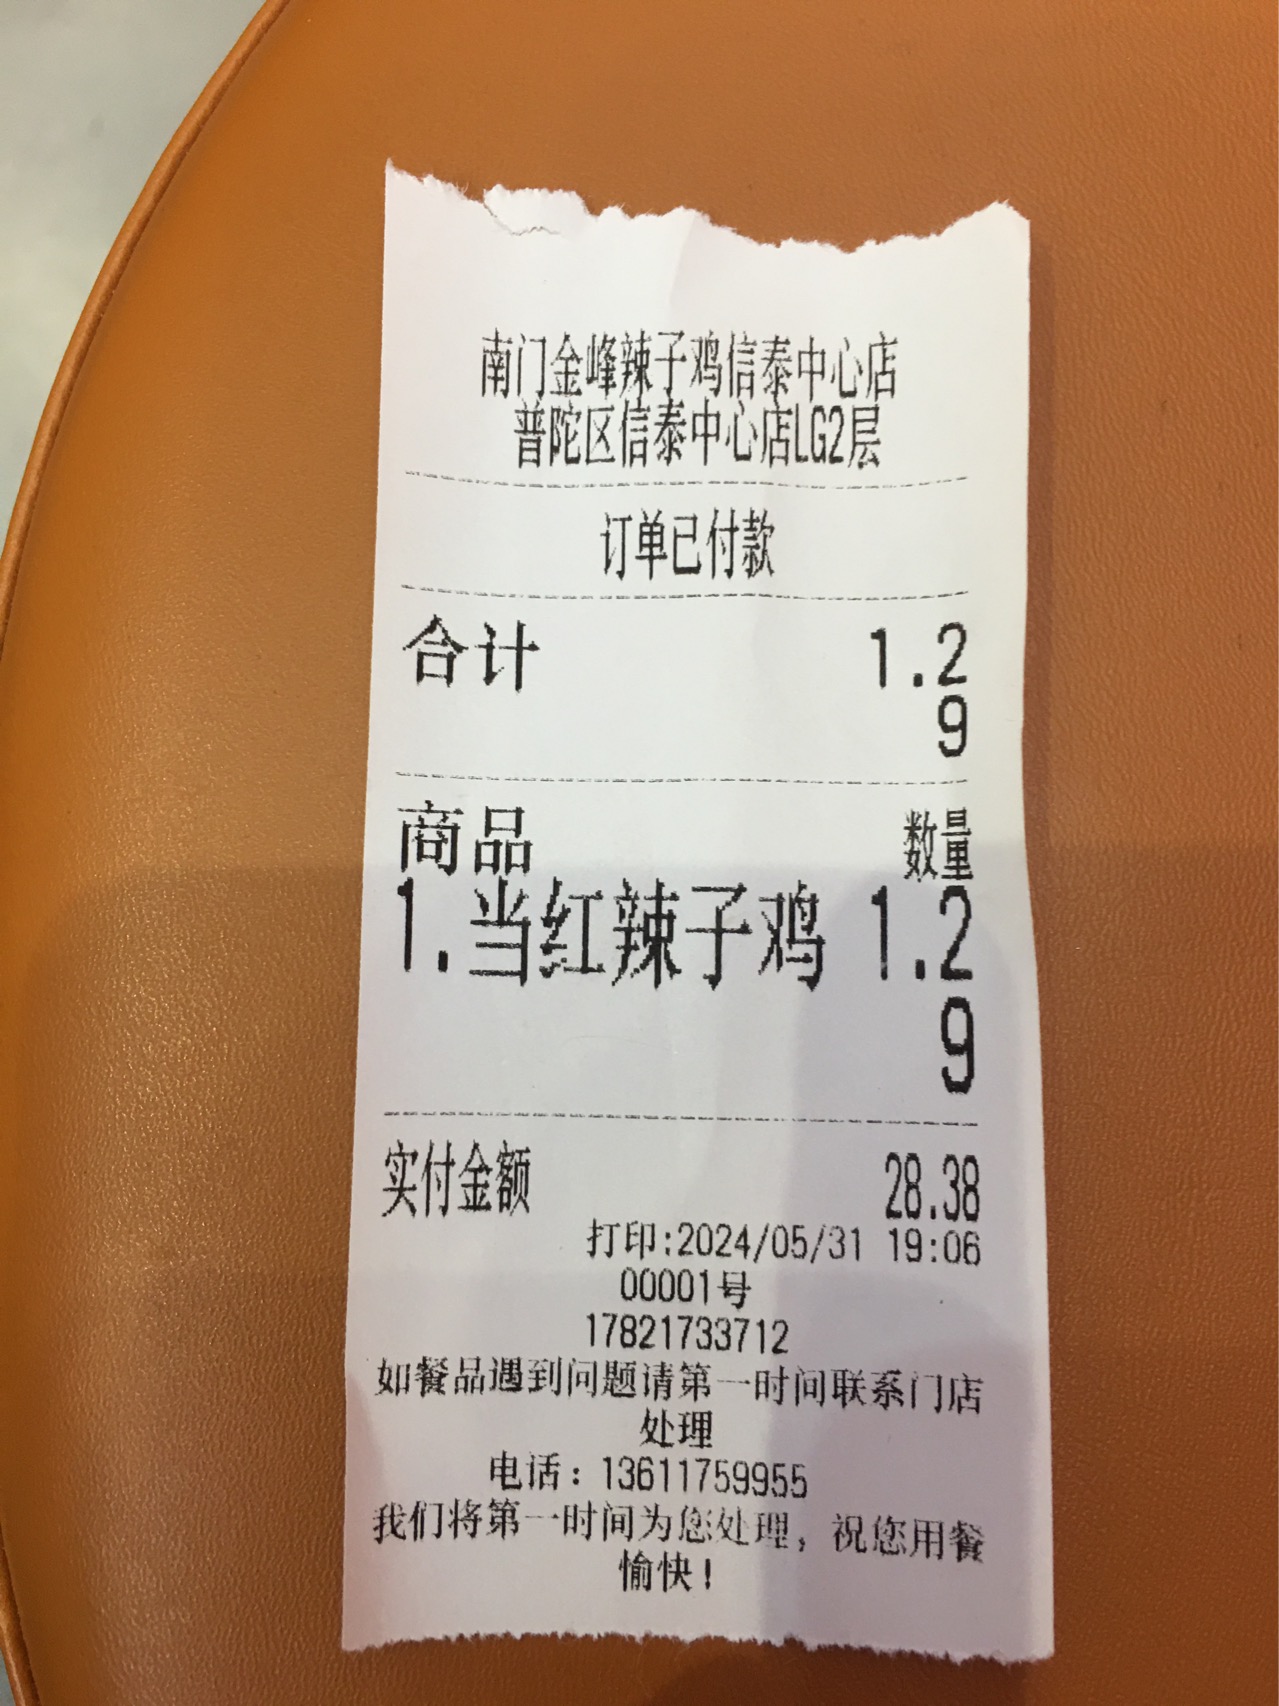 南门金峰辣子鸡信泰中心店
普陀区信泰中心店LG2层
订单已付款
合计 1.2
9
商品 数量
1.当红辣子鸡 1.2
9
实付金额 28.38
打印:2024/05/31 19:06
00001号
17821733712
如餐品遇到问题请第一时间联系门店
处理
电话：13611759955
我们将第一时间为您处理，祝您用餐
愉快！